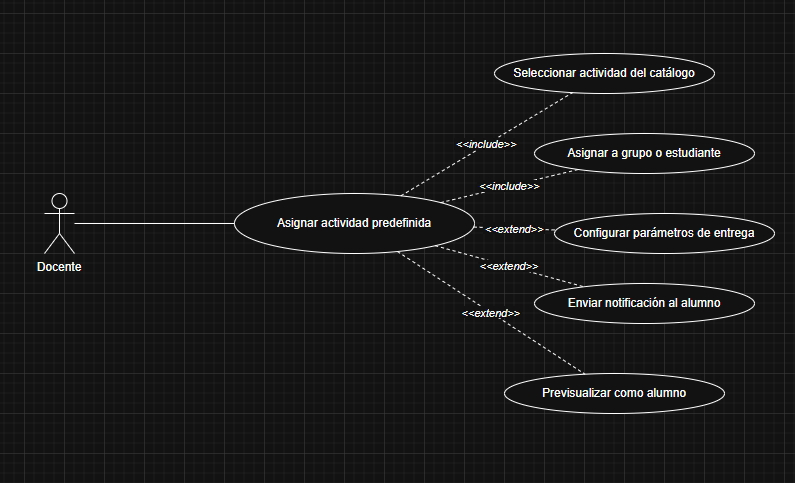 Seleccionar actividad del catálogo
<<include>>
Asignar a grupo o estudiante
<<include>>
Asignar actividad predefinida
<<extend>>
Configurar parámetros de entrega
Docente
<<extend>>
Enviar notificación al alumno
<<extend>>
Previsualizar como alumno